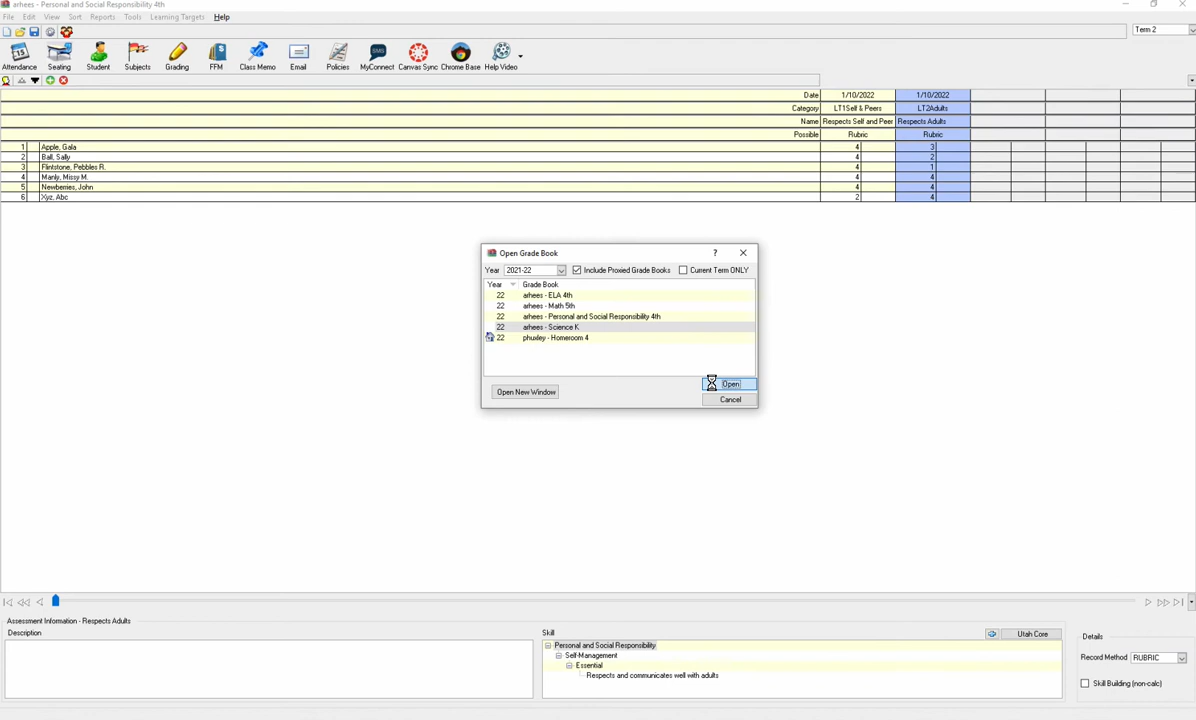 arhees - Personal and Social Responsibility 4th
File Edit View Sort Reports Tools Learning Targets Help
Term 2
Attendance Seating Student Subjects Grading FFM Class Memo Email Policies MyConnect Canvas Sync Chrome Base Help Video
Date 1/10/2022 1/10/2022
Category LT1Self & Peers LT2Adults
Name Respects Self and Peer Respects Adults
Possible Rubric Rubric
1 Apple, Gala 4 3
2 Ball, Sally 4 2
3 Flintstone, Pebbles R. 4 1
4 Manly, Missy M. 4 4
5 Newberries, John 4 4
6 Xyz, Abc 2 4
Open Grade Book ?
Year 2021-22 Include Proxied Grade Books Current Term ONLY
Year Grade Book
22 arhees - ELA 4th
22 arhees - Math 5th
22 arhees - Personal and Social Responsibility 4th
22 arhees - Science K
22 phuxley - Homeroom 4
Open New Window
Open
Cancel
Assessment Information - Respects Adults
Description
Skill
Utah Core
Personal and Social Responsibility
Self-Management
Essential
Respects and communicates well with adults
Details
Record Method RUBRIC
Skill Building (non-calc)